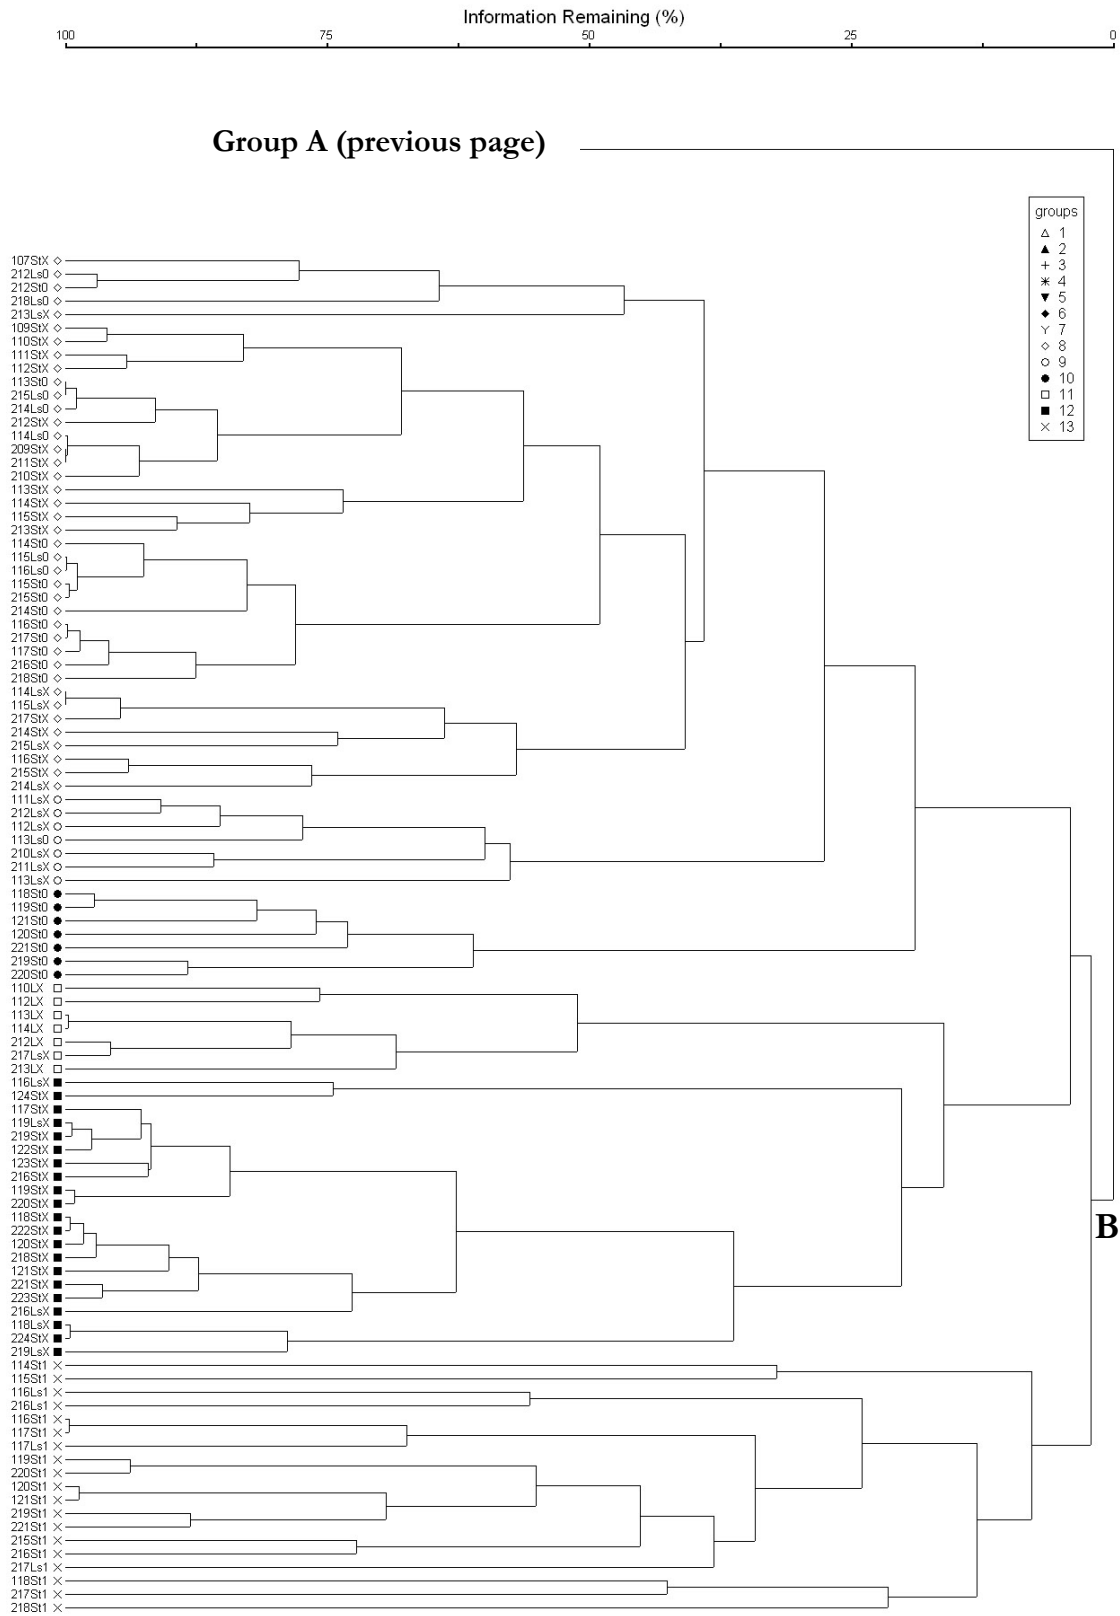 Information Remaining (%)
100 75 50 25 0
Group A (previous page)
groups
1
2
3
4
5
6
7
8
9
10
11
12
13
107StX
212Ls0
212St0
218Ls0
213LsX
109StX
110StX
111StX
112StX
113St0
215Ls0
214Ls0
212StX
114Ls0
209StX
211StX
210StX
113StX
114StX
115StX
213StX
114St0
115Ls0
116Ls0
115St0
215St0
214St0
116St0
217St0
117St0
216St0
218St0
114LsX
115LsX
217StX
214StX
215LsX
116StX
215StX
214LsX
111LsX
212LsX
112LsX
113Ls0
210LsX
211LsX
113LsX
118St0
119St0
121St0
120St0
221St0
219St0
220St0
110LX
112LX
113LX
114LX
212LX
217LsX
213LX
116LsX
124StX
117StX
119LsX
219StX
122StX
123StX
216StX
119StX
220StX
118StX
222StX
120StX
218StX
121StX
221StX
223StX
216LsX
118LsX
224StX
219LsX
B
114St1
115St1
116Ls1
216Ls1
116St1
117St1
117Ls1
119St1
220St1
120St1
121St1
219St1
221St1
215St1
216St1
217Ls1
118St1
217St1
218St1